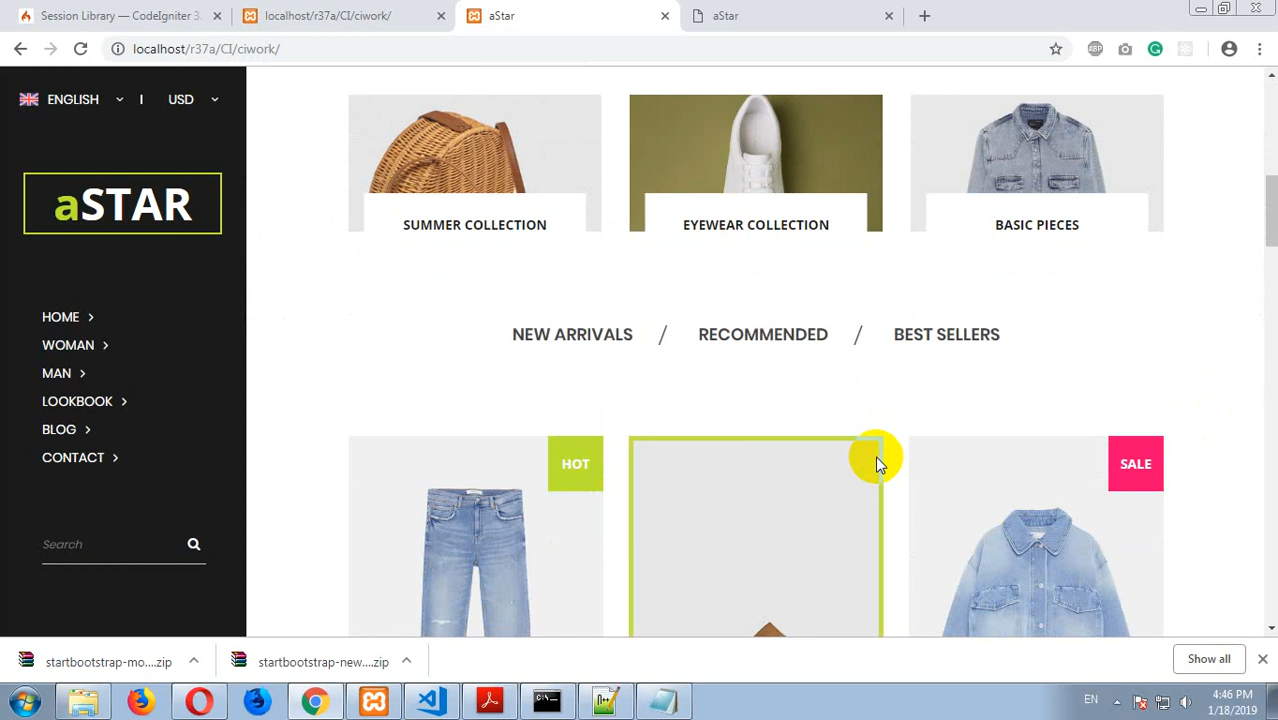 Session Library — CodeIgniter 3.
localhost/r37a/CI/ciwork/
aStar
aStar
localhost/r37a/CI/ciwork/
ABP
ENGLISH
I
USD
aSTAR
HOME
WOMAN
MAN
LOOKBOOK
BLOG
CONTACT
Search
SUMMER COLLECTION
EYEWEAR COLLECTION
BASIC PIECES
NEW ARRIVALS / RECOMMENDED / BEST SELLERS
HOT
SALE
startbootstrap-mo....zip
startbootstrap-new....zip
Show all
EN
4:46 PM
1/18/2019